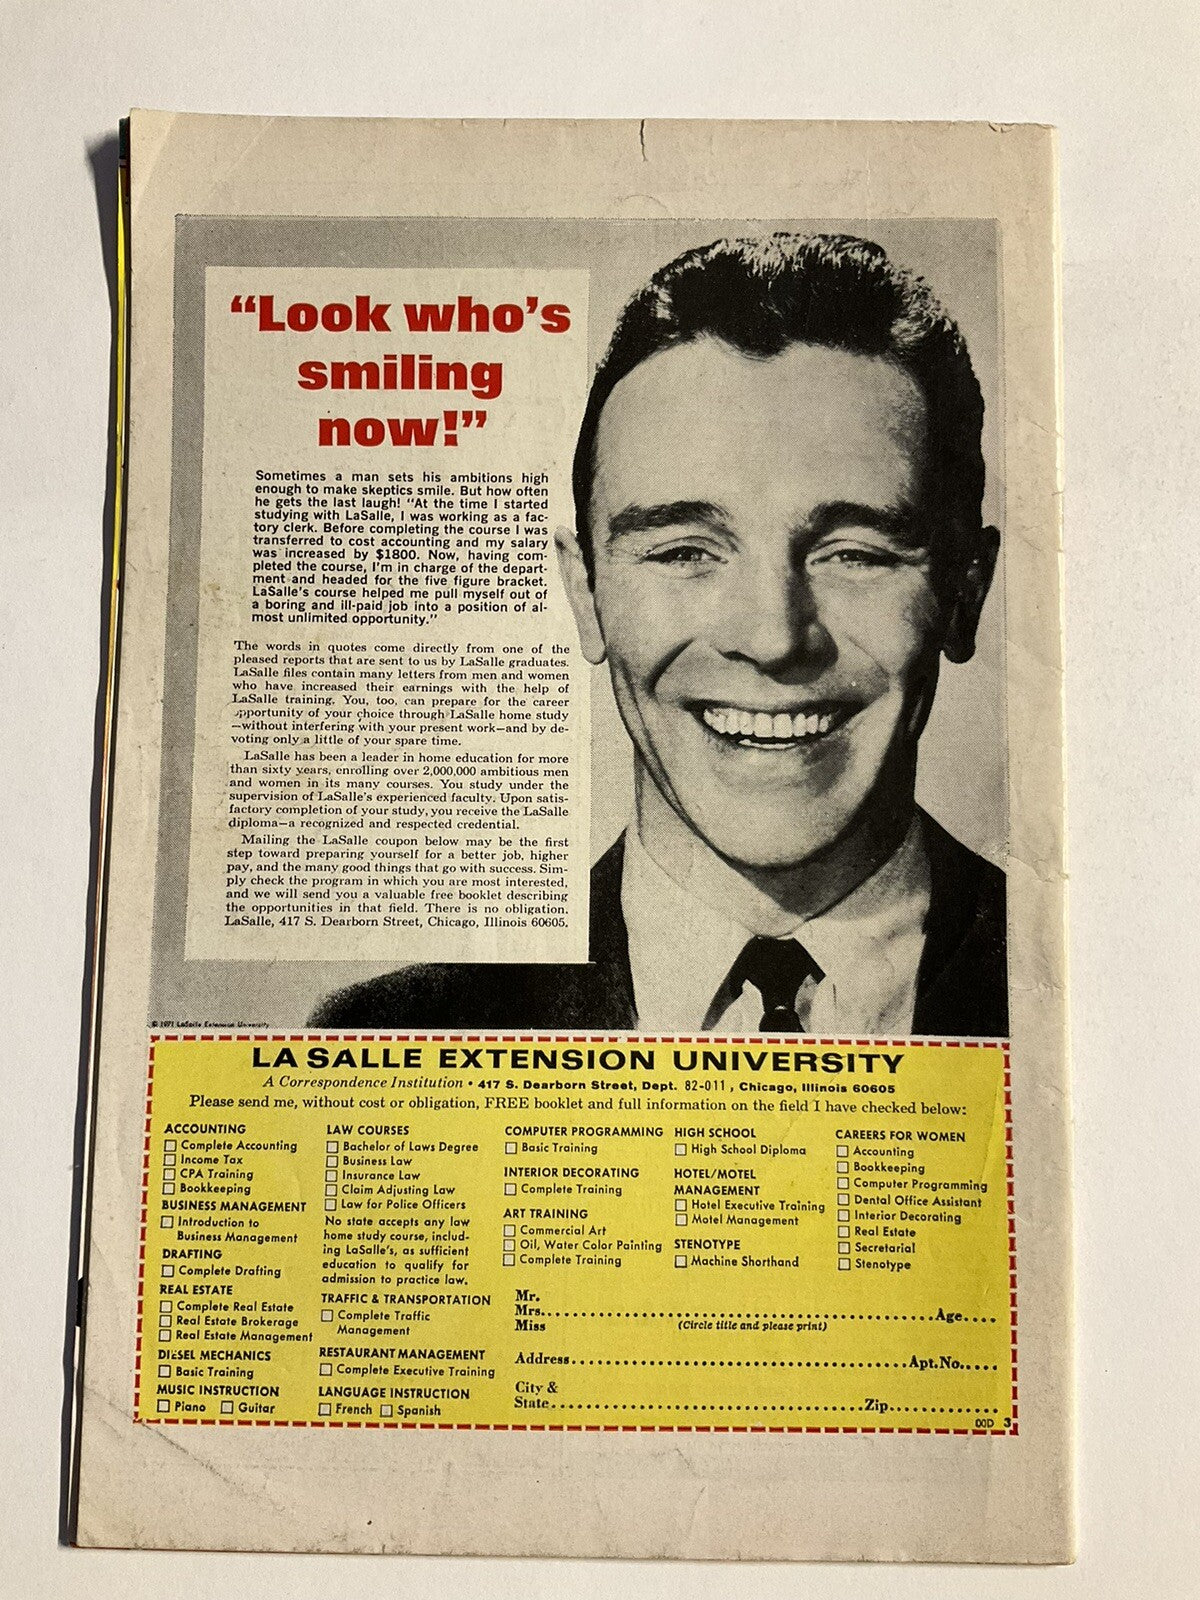 “Look who’s
smiling
now!”
Sometimes a man sets his ambitions high
enough to make skeptics smile. But how often
he gets the last laugh! “At the time I started
studying with LaSalle, I was working as a fac-
tory clerk. Before completing the course I was
transferred to cost accounting and my salary
was increased by $1800. Now, having com-
pleted the course, I’m in charge of the depart-
ment and headed for the five figure bracket.
LaSalle’s course helped me pull myself out of
a boring and ill-paid job into a position of al-
most unlimited opportunity.”
The words in quotes come directly from one of the
pleased reports that are sent to us by LaSalle graduates.
LaSalle files contain many letters from men and women
who have increased their earnings with the help of
LaSalle training. You, too, can prepare for the career
opportunity of your choice through LaSalle home study
—without interfering with your present work—and by de-
voting only a little of your spare time.
LaSalle has been a leader in home education for more
than sixty years, enrolling over 2,000,000 ambitious men
and women in its many courses. You study under the
supervision of LaSalle’s experienced faculty. Upon satis-
factory completion of your study, you receive the LaSalle
diploma—a recognized and respected credential.
Mailing the LaSalle coupon below may be the first
step toward preparing yourself for a better job, higher
pay, and the many good things that go with success. Sim-
ply check the program in which you are most interested,
and we will send you a valuable free booklet describing
the opportunities in that field. There is no obligation.
LaSalle, 417 S. Dearborn Street, Chicago, Illinois 60605.
© 1971 LaSalle Extension University
LA SALLE EXTENSION UNIVERSITY
A Correspondence Institution • 417 S. Dearborn Street, Dept. 82-011, Chicago, Illinois 60605
Please send me, without cost or obligation, FREE booklet and full information on the field I have checked below:
ACCOUNTING
Complete Accounting
Income Tax
CPA Training
Bookkeeping
BUSINESS MANAGEMENT
Introduction to
Business Management
DRAFTING
Complete Drafting
REAL ESTATE
Complete Real Estate
Real Estate Brokerage
Real Estate Management
DIESEL MECHANICS
Basic Training
MUSIC INSTRUCTION
Piano Guitar
LAW COURSES
Bachelor of Laws Degree
Business Law
Insurance Law
Claim Adjusting Law
Law for Police Officers
No state accepts any law
home study course, includ-
ing LaSalle’s, as sufficient
education to qualify for
admission to practice law.
TRAFFIC & TRANSPORTATION
Complete Traffic
Management
RESTAURANT MANAGEMENT
Complete Executive Training
LANGUAGE INSTRUCTION
French Spanish
COMPUTER PROGRAMMING
Basic Training
INTERIOR DECORATING
Complete Training
ART TRAINING
Commercial Art
Oil, Water Color Painting
Complete Training
HIGH SCHOOL
High School Diploma
HOTEL/MOTEL
MANAGEMENT
Hotel Executive Training
Motel Management
STENOTYPE
Machine Shorthand
CAREERS FOR WOMEN
Accounting
Bookkeeping
Computer Programming
Dental Office Assistant
Interior Decorating
Real Estate
Secretarial
Stenotype
Mr.
Mrs. Age
Miss (Circle title and please print)
Address Apt.No.
City &
State Zip
00D 3